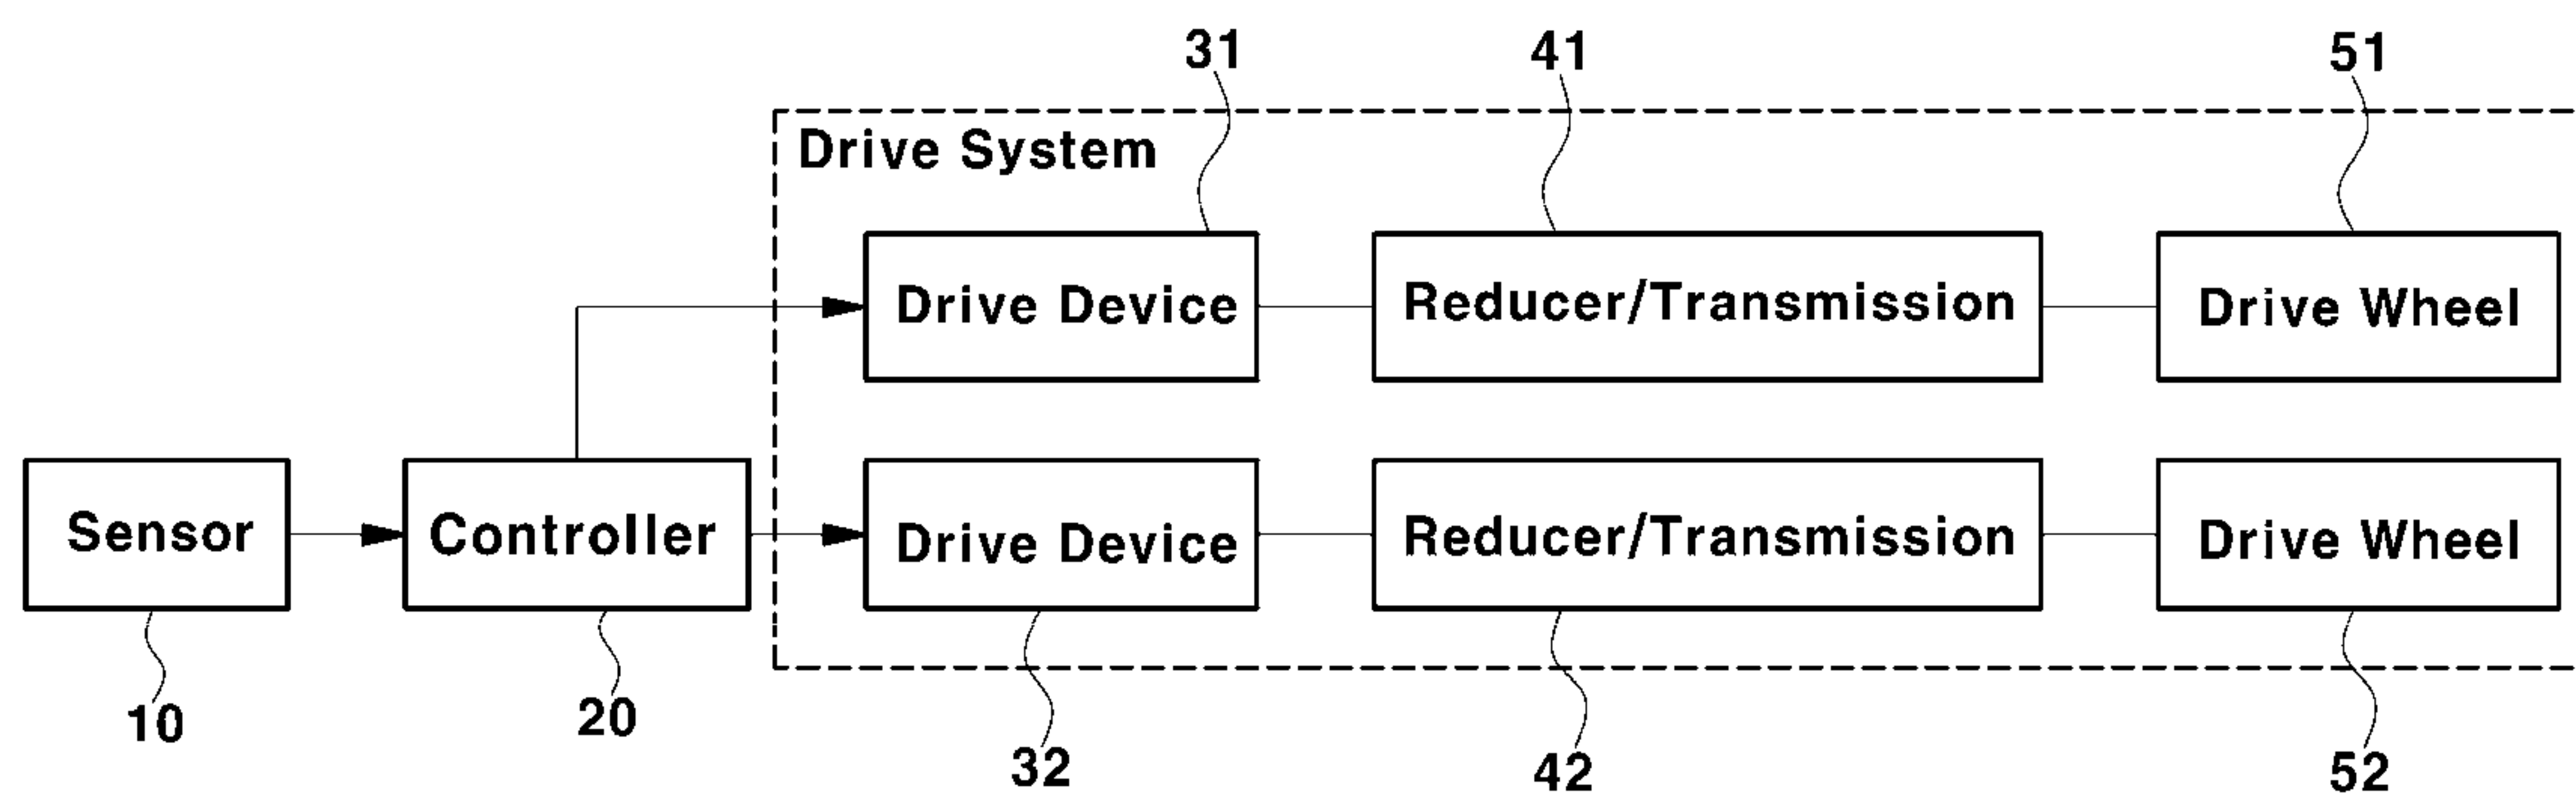 31
41
51
Drive System
Drive Device
Reducer/Transmission
Drive Wheel
Sensor
Controller
Drive Device
Reducer/Transmission
Drive Wheel
10
20
32
42
52